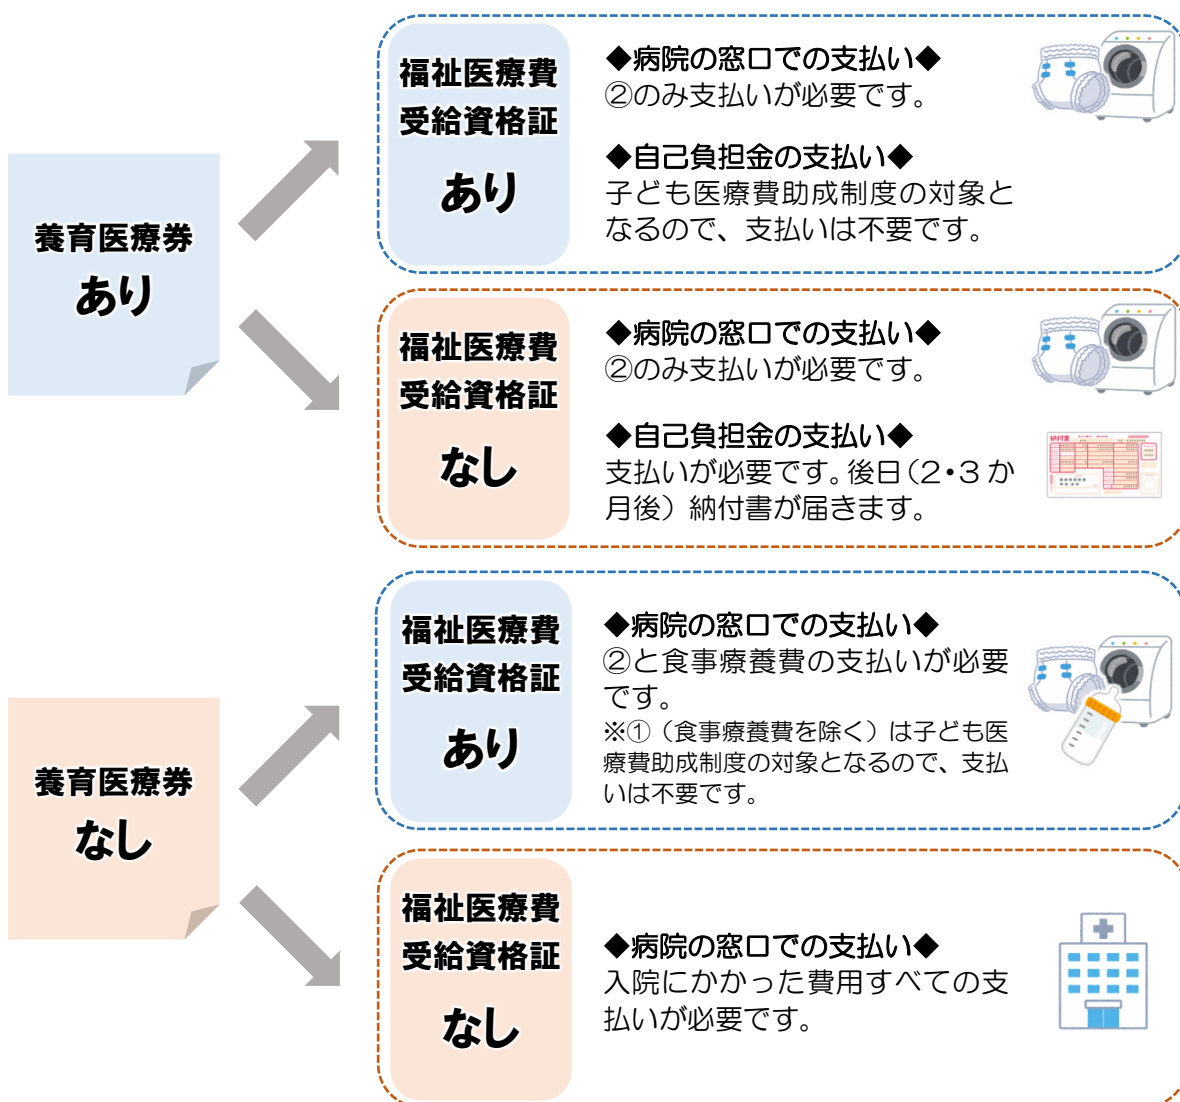 養育医療券
あり
福祉医療費
受給資格証
あり
◆病院の窓口での支払い◆
②のみ支払いが必要です。
◆自己負担金の支払い◆
子ども医療費助成制度の対象と
なるので、支払いは不要です。
福祉医療費
受給資格証
なし
◆病院の窓口での支払い◆
②のみ支払いが必要です。
◆自己負担金の支払い◆
支払いが必要です。後日(2・3か
月後)納付書が届きます。
納付書
養育医療券
なし
福祉医療費
受給資格証
あり
◆病院の窓口での支払い◆
②と食事療養費の支払いが必要
です。
※①(食事療養費を除く)は子ども医
療費助成制度の対象となるので、支払
いは不要です。
福祉医療費
受給資格証
なし
◆病院の窓口での支払い◆
入院にかかった費用すべての支
払いが必要です。